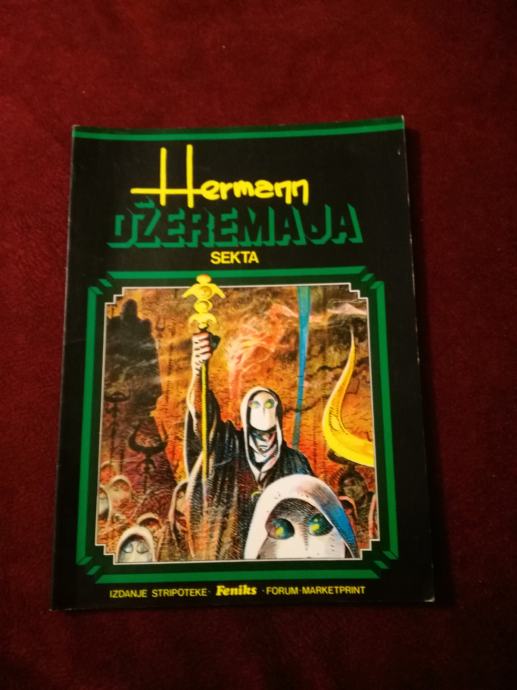 Hermann
DŽEREMAJA
SEKTA
IZDANJE STRIPOTEKE · Feniks · FORUM · MARKETPRINT